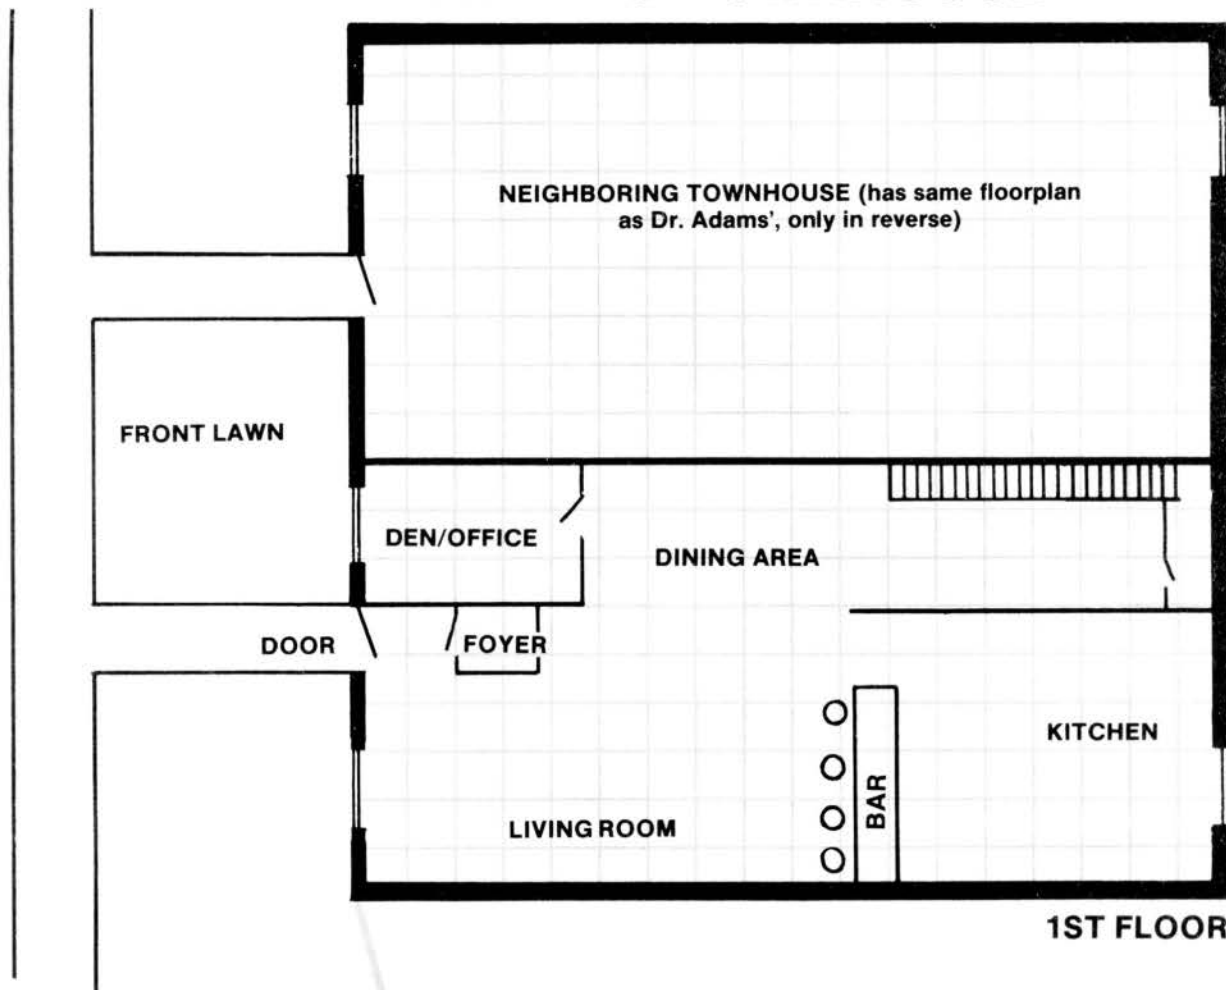 NEIGHBORING TOWNHOUSE (has same floorplan
as Dr. Adams', only in reverse)
FRONT LAWN
DEN/OFFICE
DINING AREA
DOOR
FOYER
KITCHEN
BAR
LIVING ROOM
1ST FLOOR